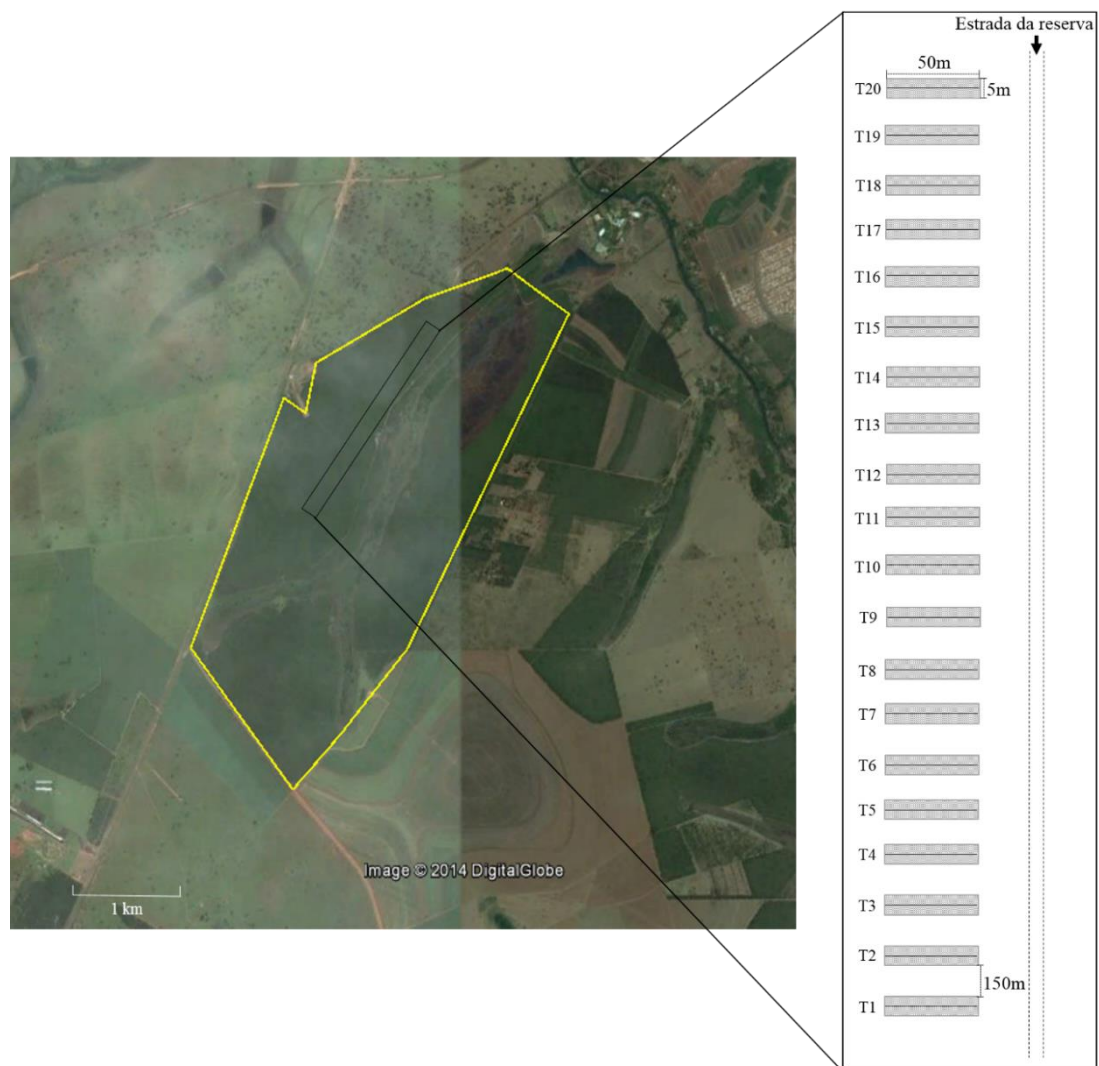 Estrada da reserva
50m
T20
5m
T19
T18
T17
T16
T15
T14
T13
T12
T11
T10
T9
T8
T7
T6
T5
T4
Image © 2014 DigitalGlobe
1 km
T3
T2
150m
T1